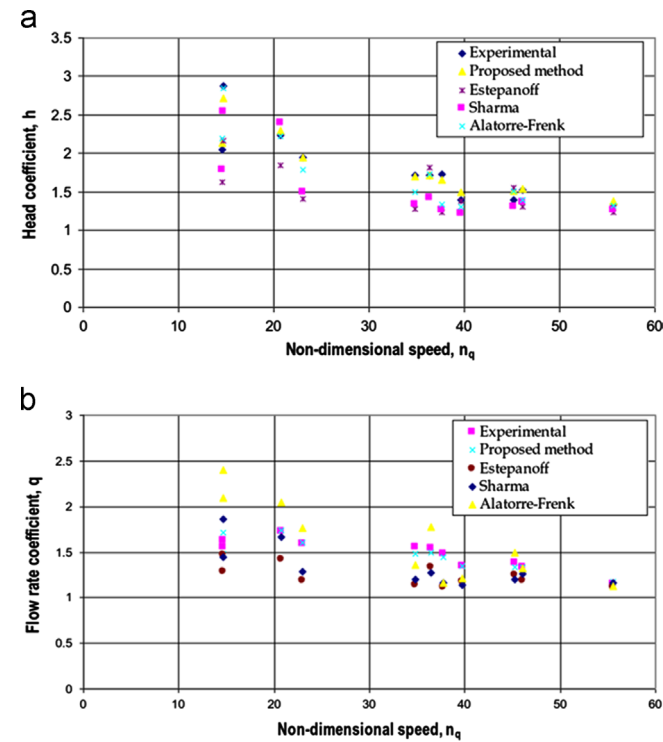 a
3.5
3
2.5
2
1.5
1
0.5
0
Head coefficient, h
Experimental
Proposed method
Estepanoff
Sharma
Alatorre-Frenk
0 10 20 30 40 50 60
Non-dimensional speed, nq
b
3
2.5
2
1.5
1
0.5
0
Flow rate coefficient, q
Experimental
Proposed method
Estepanoff
Sharma
Alatorre-Frenk
0 10 20 30 40 50 60
Non-dimensional speed, nq